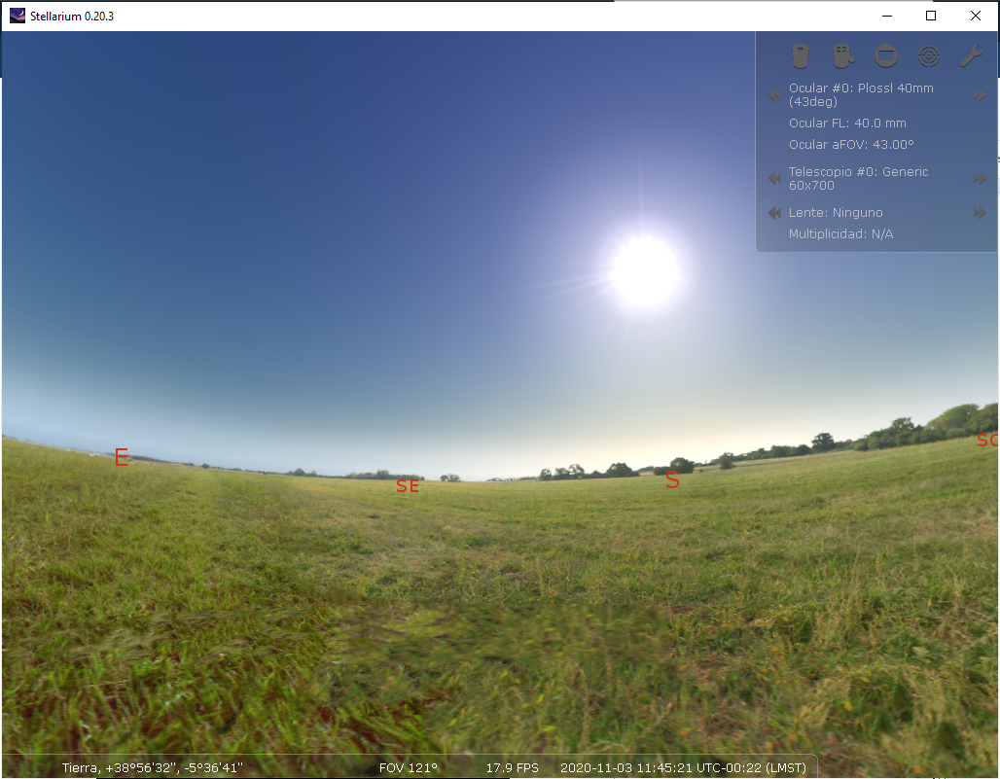 Stellarium 0.20.3
Ocular #0: Plossl 40mm
(43deg)
Ocular FL: 40.0 mm
Ocular aFOV: 43.00°
Telescopio #0: Generic
60x700
Lente: Ninguno
Multiplicidad: N/A
E
SE
S
SO
Tierra, +38°56'32", -5°36'41" FOV 121° 17.9 FPS 2020-11-03 11:45:21 UTC-00:22 (LMST)